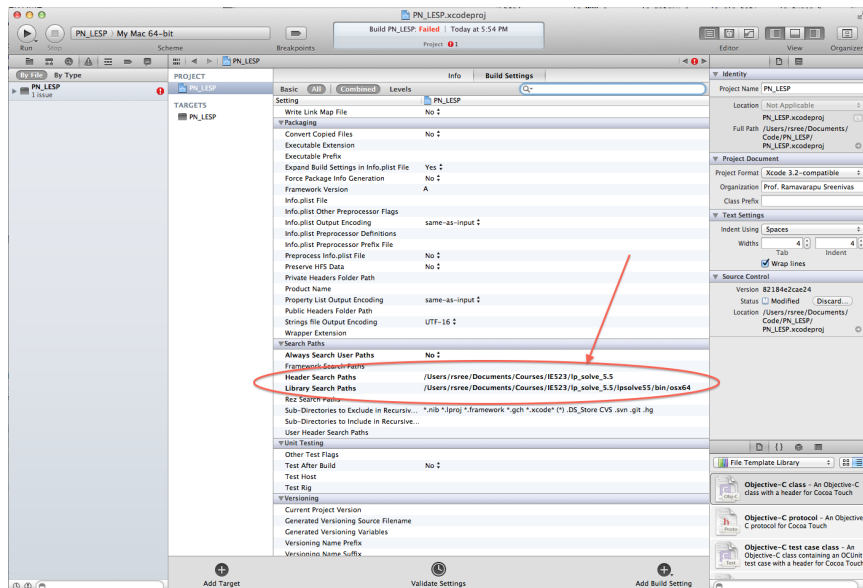 PN_LESP.xcodeproj
PN_LESP › My Mac 64-bit
Build PN_LESP: Failed | Today at 5:54 PM
Project 1
Run Stop Scheme Breakpoints Editor View Organizer
PN_LESP
By File By Type
PN_LESP
1 issue
PROJECT
PN_LESP
TARGETS
PN_LESP
Info Build Settings
Basic All Combined Levels
Setting PN_LESP
Write Link Map File No
Packaging
Convert Copied Files No
Executable Extension
Executable Prefix
Expand Build Settings in Info.plist File Yes
Force Package Info Generation No
Framework Version A
Info.plist File
Info.plist Other Preprocessor Flags
Info.plist Output Encoding same-as-input
Info.plist Preprocessor Definitions
Info.plist Preprocessor Prefix File
Preprocess Info.plist File No
Preserve HFS Data No
Private Headers Folder Path
Product Name
Property List Output Encoding same-as-input
Public Headers Folder Path
Strings file Output Encoding UTF-16
Wrapper Extension
Search Paths
Always Search User Paths No
Framework Search Paths
Header Search Paths /Users/rsree/Documents/Courses/IE523/lp_solve_5.5
Library Search Paths /Users/rsree/Documents/Courses/IE523/lp_solve_5.5/lpsolve55/bin/osx64
Rez Search Paths
Sub-Directories to Exclude in Recursiv... *.nib *.lproj *.framework *.gch *.xcode* (*) .DS_Store CVS .svn .git .hg
Sub-Directories to Include in Recursiv...
User Header Search Paths
Unit Testing
Other Test Flags
Test After Build No
Test Host
Test Rig
Versioning
Current Project Version
Generated Versioning Source Filename
Generated Versioning Variables
Versioning Name Prefix
Versioning Name Suffix
Add Target Validate Settings Add Build Setting
Identity
Project Name PN_LESP
Location Not Applicable
PN_LESP.xcodeproj
Full Path /Users/rsree/Documents/
Code/PN_LESP/
PN_LESP.xcodeproj
Project Document
Project Format Xcode 3.2-compatible
Organization Prof. Ramavarapu Sreenivas
Class Prefix
Text Settings
Indent Using Spaces
Widths 4 4
Tab Indent
Wrap lines
Source Control
Version 82184e2cae24
Status M Modified Discard...
Location /Users/rsree/Documents/
Code/PN_LESP/
PN_LESP.xcodeproj
File Template Library
Objective-C class - An Objective-C
class with a header for Cocoa Touch
Objective-C protocol - An Objective
C protocol for Cocoa Touch
Objective-C test case class - An
Objective-C class containing an OCUnit
test case with a header for Cocoa Touc